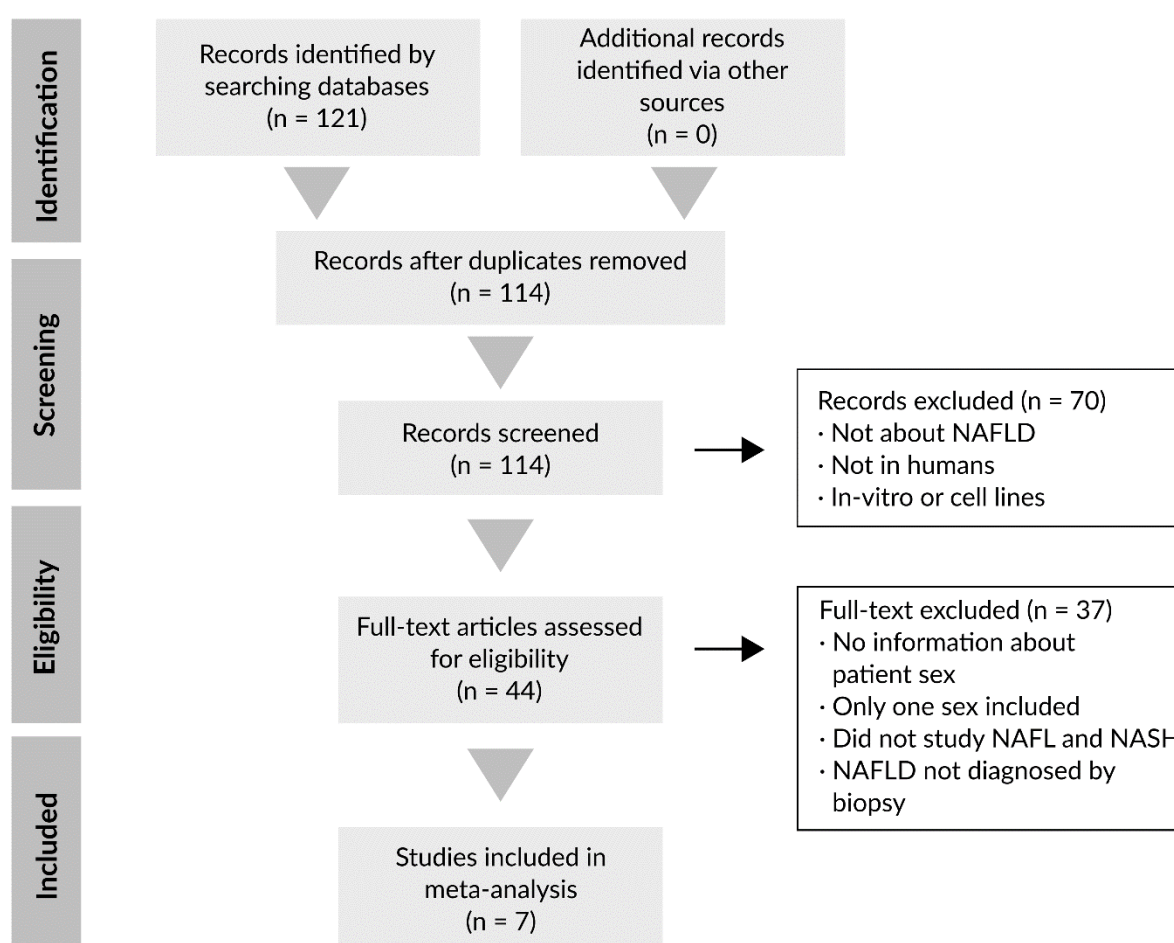 Identification
Records identified by
searching databases
(n = 121)
Additional records
identified via other
sources
(n = 0)
Records after duplicates removed
(n = 114)
Screening
Records screened
(n = 114)
Records excluded (n = 70)
· Not about NAFLD
· Not in humans
· In-vitro or cell lines
Eligibility
Full-text articles assessed
for eligibility
(n = 44)
Full-text excluded (n = 37)
· No information about
patient sex
· Only one sex included
· Did not study NAFL and NASH
· NAFLD not diagnosed by
biopsy
Included
Studies included in
meta-analysis
(n = 7)